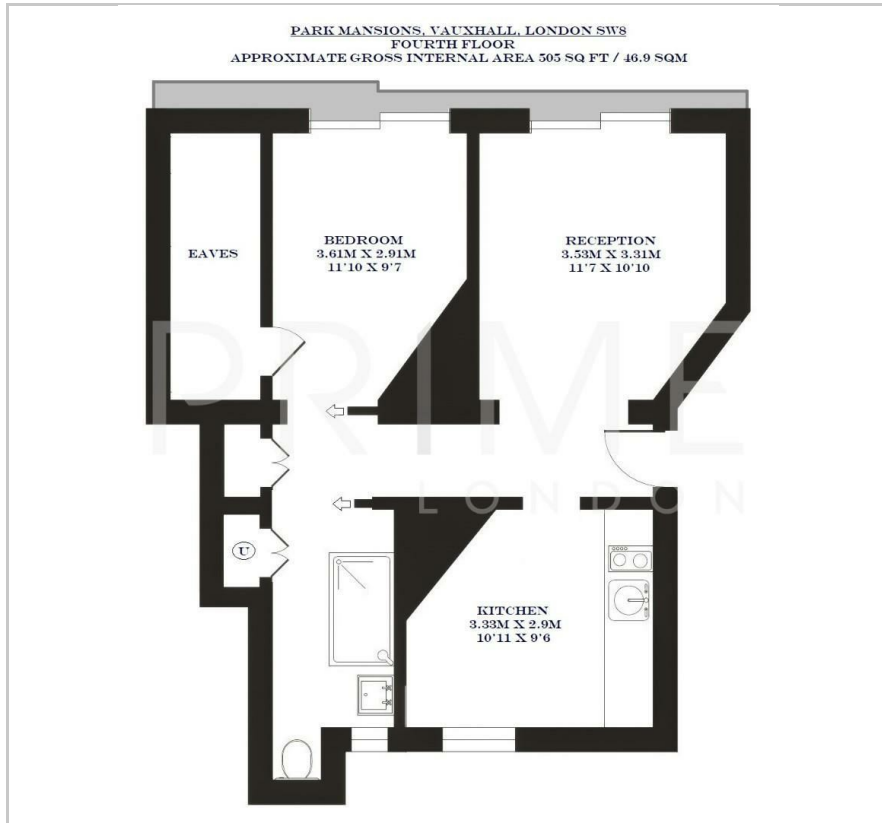 PARK MANSIONS, VAUXHALL, LONDON SW8
FOURTH FLOOR
APPROXIMATE GROSS INTERNAL AREA 505 SQ FT / 46.9 SQM
EAVES
BEDROOM
3.61M X 2.91M
11'10 X 9'7
RECEPTION
3.53M X 3.31M
11'7 X 10'10
PRIME
LONDON
U
KITCHEN
3.33M X 2.9M
10'11 X 9'6